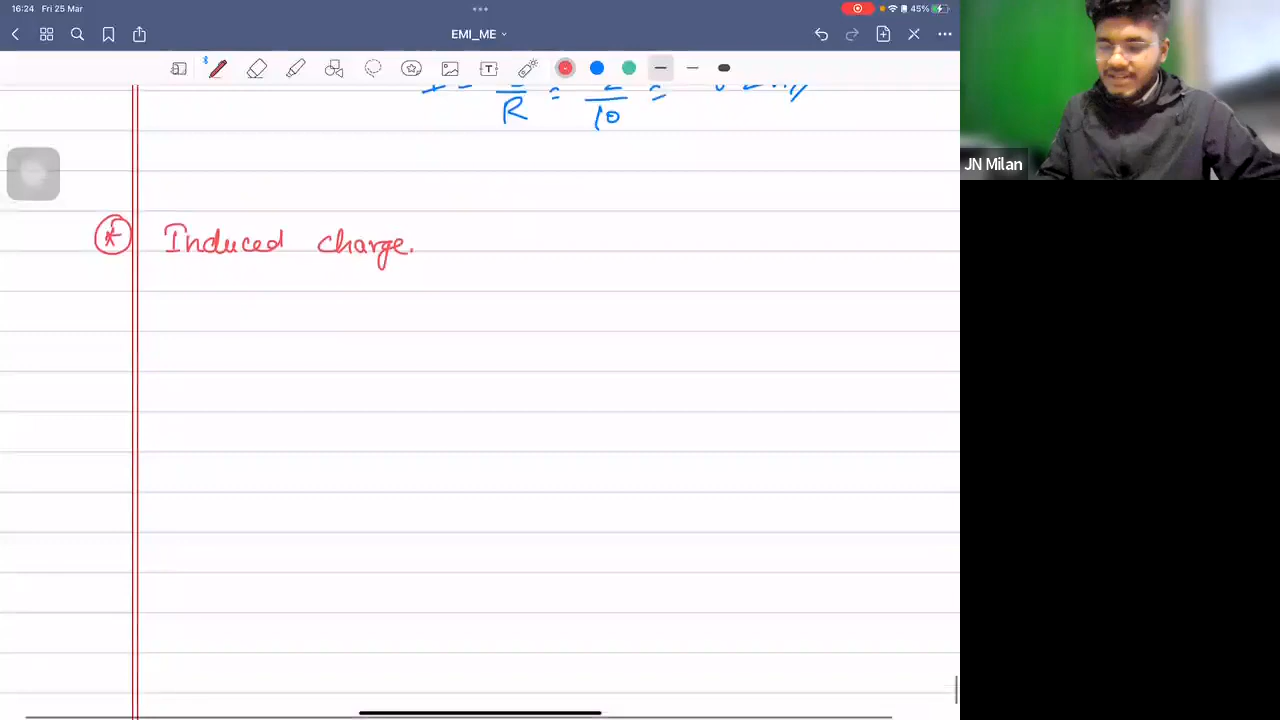 16:24 Fri 25 Mar
45%
EMI_ME
R = 10 =
Induced charge.
JN Milan